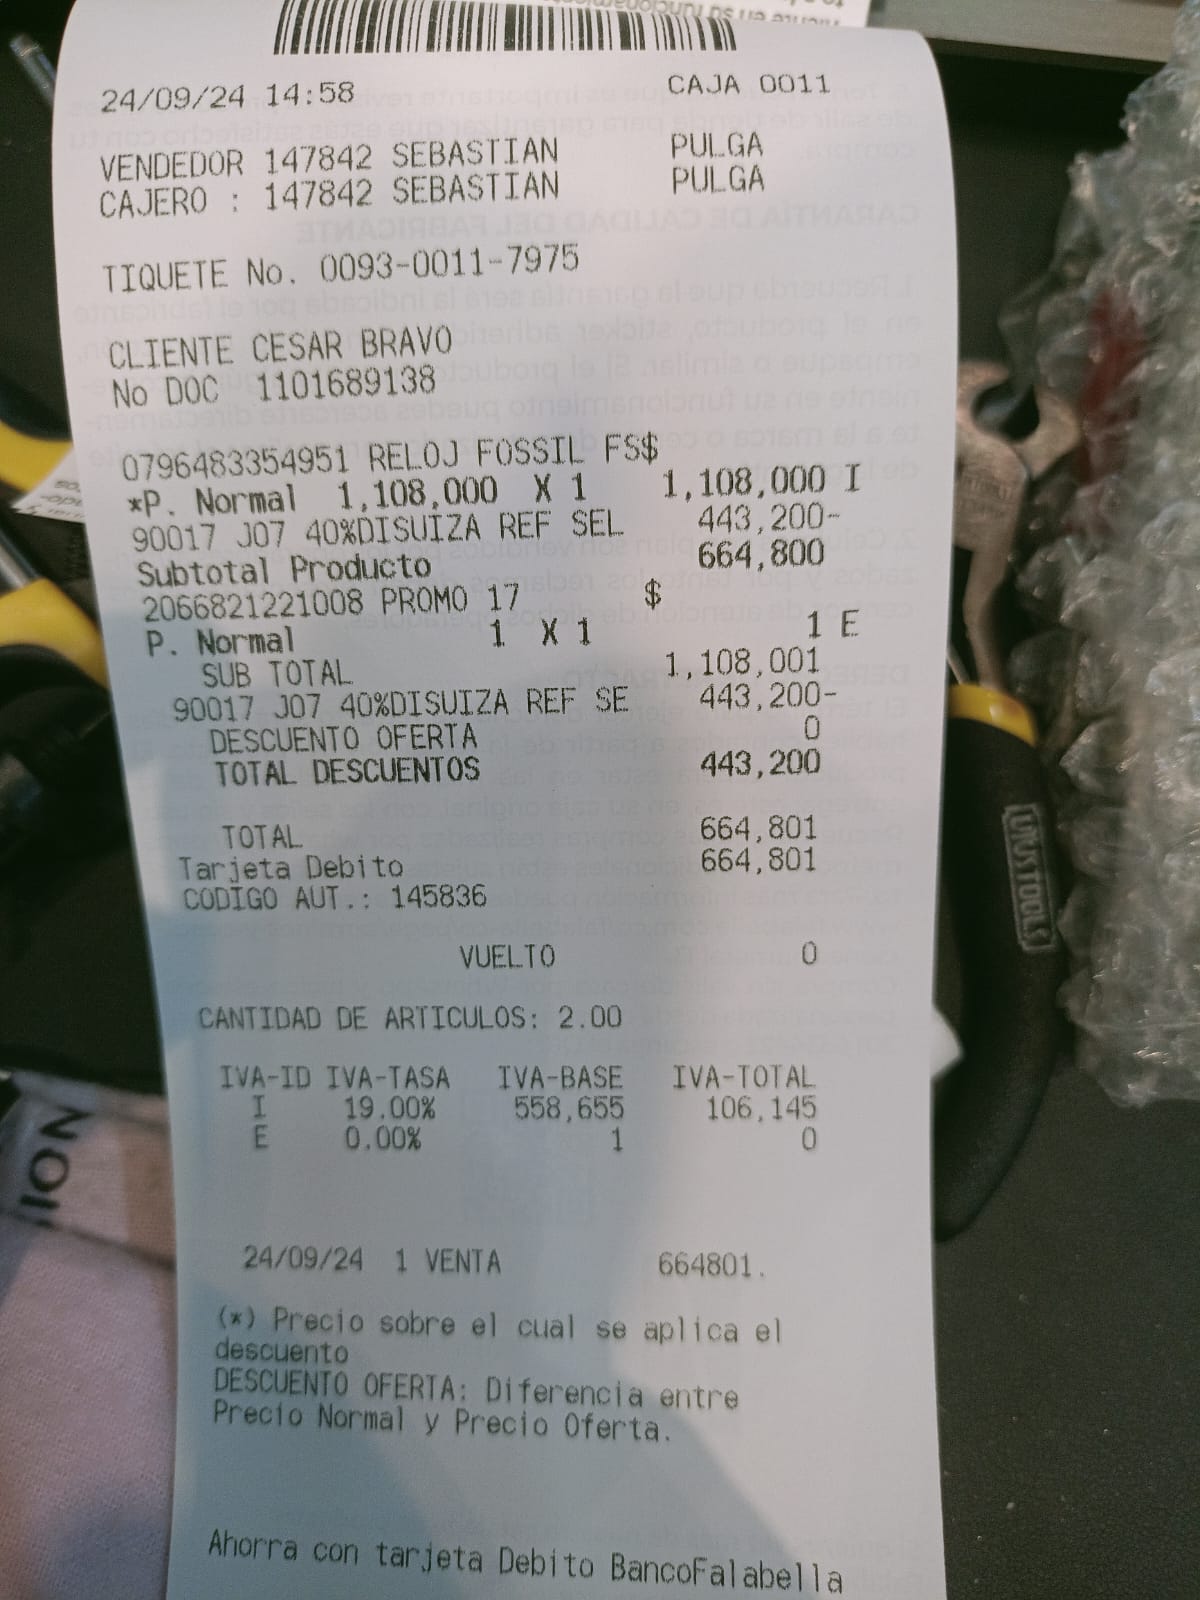 24/09/24 14:58 CAJA 0011
VENDEDOR 147842 SEBASTIAN PULGA
CAJERO : 147842 SEBASTIAN PULGA
TIQUETE No. 0093-0011-7975
CLIENTE CESAR BRAVO
No DOC 1101689138
0796483354951 RELOJ FOSSIL FS$
*P. Normal 1,108,000 X 1 1,108,000 I
90017 J07 40%DISUIZA REF SEL 443,200-
Subtotal Producto 664,800
2066821221008 PROMO 17 $
P. Normal 1 X 1 1 E
SUB TOTAL 1,108,001
90017 J07 40%DISUIZA REF SE 443,200-
DESCUENTO OFERTA 0
TOTAL DESCUENTOS 443,200
TOTAL 664,801
Tarjeta Debito 664,801
CODIGO AUT.: 145836
VUELTO 0
CANTIDAD DE ARTICULOS: 2.00
IVA-ID IVA-TASA IVA-BASE IVA-TOTAL
I 19.00% 558,655 106,145
E 0.00% 1 0
24/09/24 1 VENTA 664801.
(*) Precio sobre el cual se aplica el
descuento
DESCUENTO OFERTA: Diferencia entre
Precio Normal y Precio Oferta.
Ahorra con tarjeta Debito BancoFalabella
UNSTOOLS